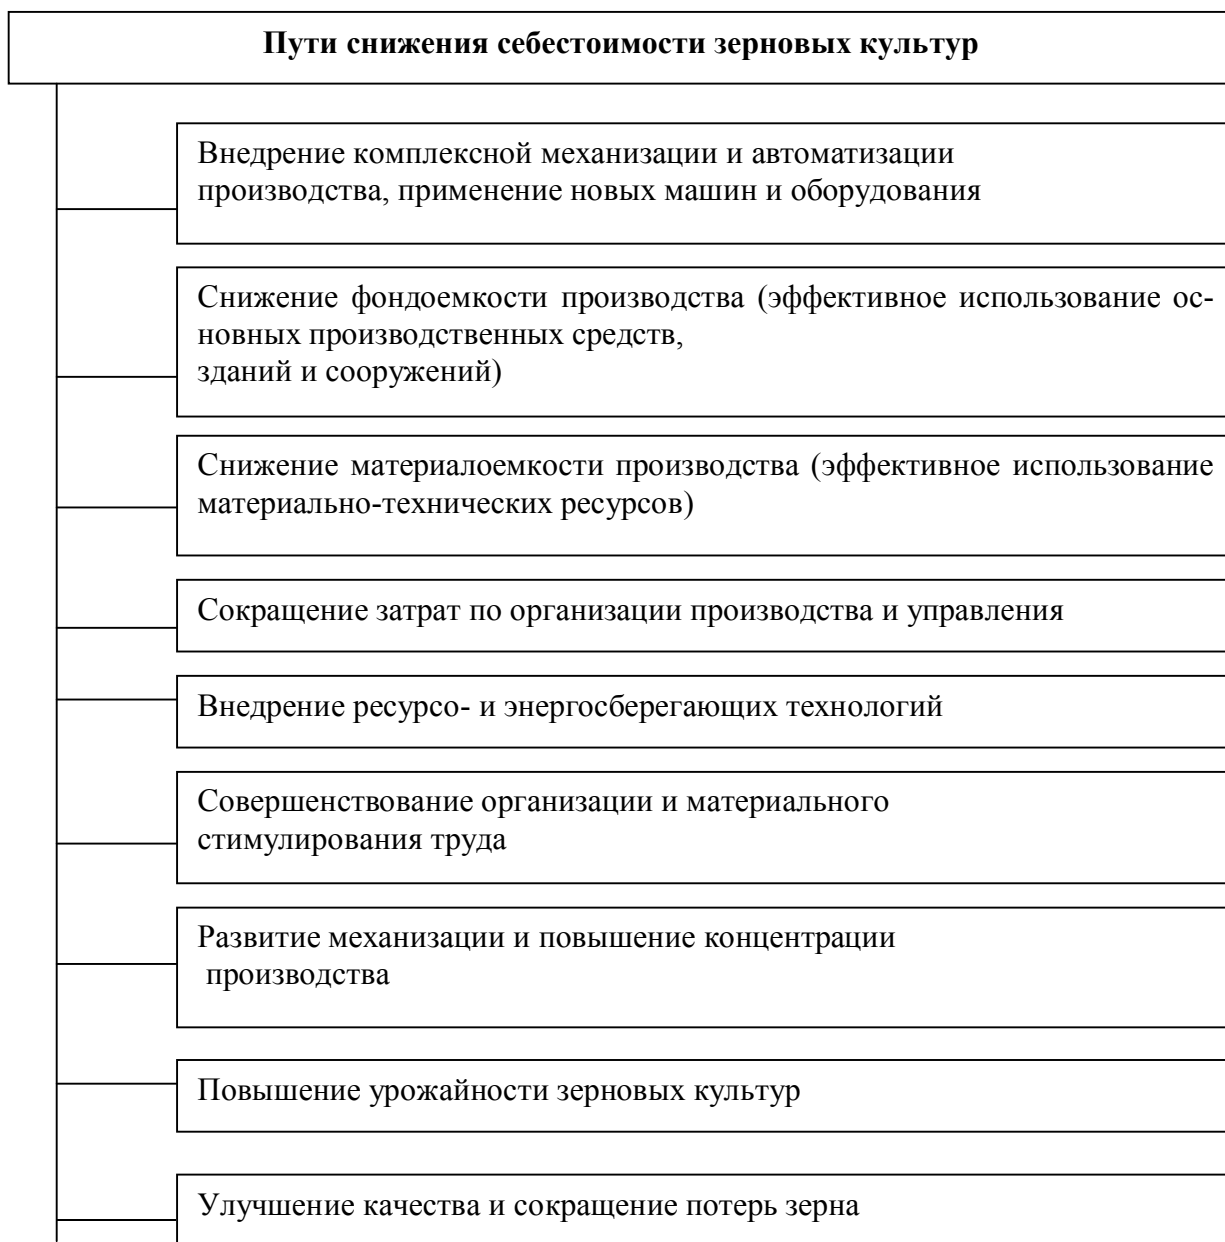 Пути снижения себестоимости зерновых культур
Внедрение комплексной механизации и автоматизации
производства, применение новых машин и оборудования
Снижение фондоемкости производства (эффективное использование ос-
новных производственных средств,
зданий и сооружений)
Снижение материалоемкости производства (эффективное использование
материально-технических ресурсов)
Сокращение затрат по организации производства и управления
Внедрение ресурсо- и энергосберегающих технологий
Совершенствование организации и материального
стимулирования труда
Развитие механизации и повышение концентрации
производства
Повышение урожайности зерновых культур
Улучшение качества и сокращение потерь зерна